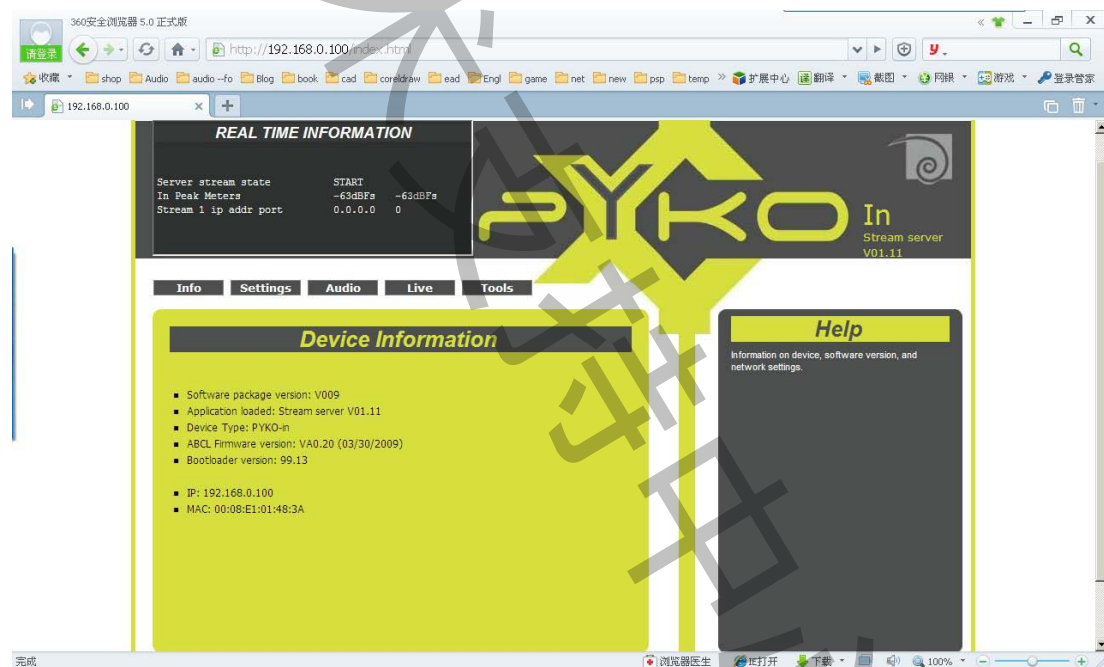 360安全浏览器 5.0 正式版
请登录
http://192.168.0.100/index.html
收藏 shop Audio audio--fo Blog book cad coreldraw ead Engl game net new psp temp » 扩展中心 翻译 截图 网银 游戏 登录管家
192.168.0.100
REAL TIME INFORMATION
Server stream state START
In Peak Meters -63dBFs -63dBFs
Stream 1 ip addr port 0.0.0.0 0
PYKO
In
Stream server
V01.11
Info Settings Audio Live Tools
Device Information
Software package version: V009
Application loaded: Stream server V01.11
Device Type: PYKO-in
ABCL Firmware version: VA0.20 (03/30/2009)
Bootloader version: 99.13
IP: 192.168.0.100
MAC: 00:08:E1:01:48:3A
Help
Information on device, software version, and
network settings.
完成
浏览器医生 IE打开 下载 100%